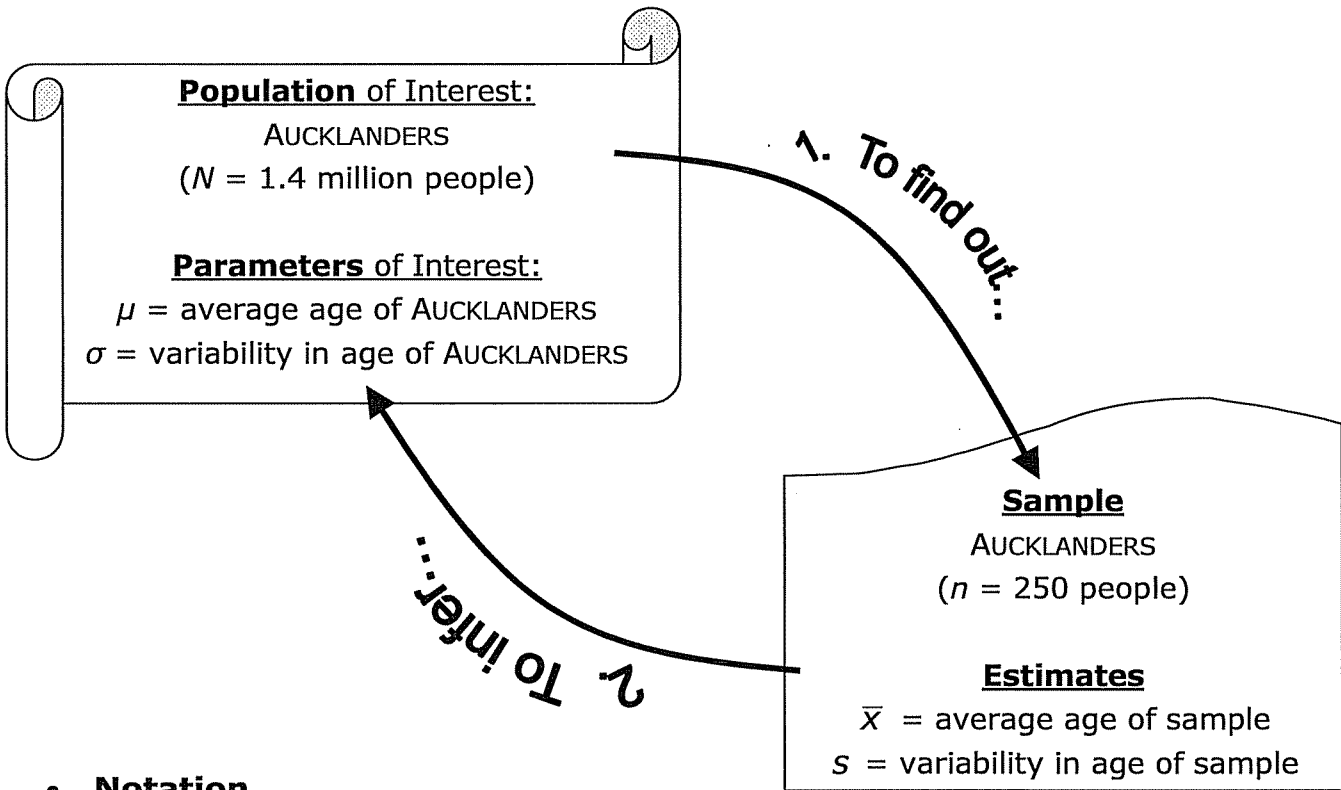 Population of Interest:
AUCKLANDERS
(N = 1.4 million people)
Parameters of Interest:
μ = average age of AUCKLANDERS
σ = variability in age of AUCKLANDERS
1. To find out...
Sample
AUCKLANDERS
(n = 250 people)
Estimates
x̅ = average age of sample
s = variability in age of sample
2. To infer...
Notation